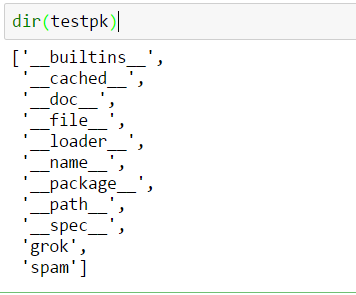 dir(testpk)
['__builtins__',
'__cached__',
'__doc__',
'__file__',
'__loader__',
'__name__',
'__package__',
'__path__',
'__spec__',
'grok',
'spam']